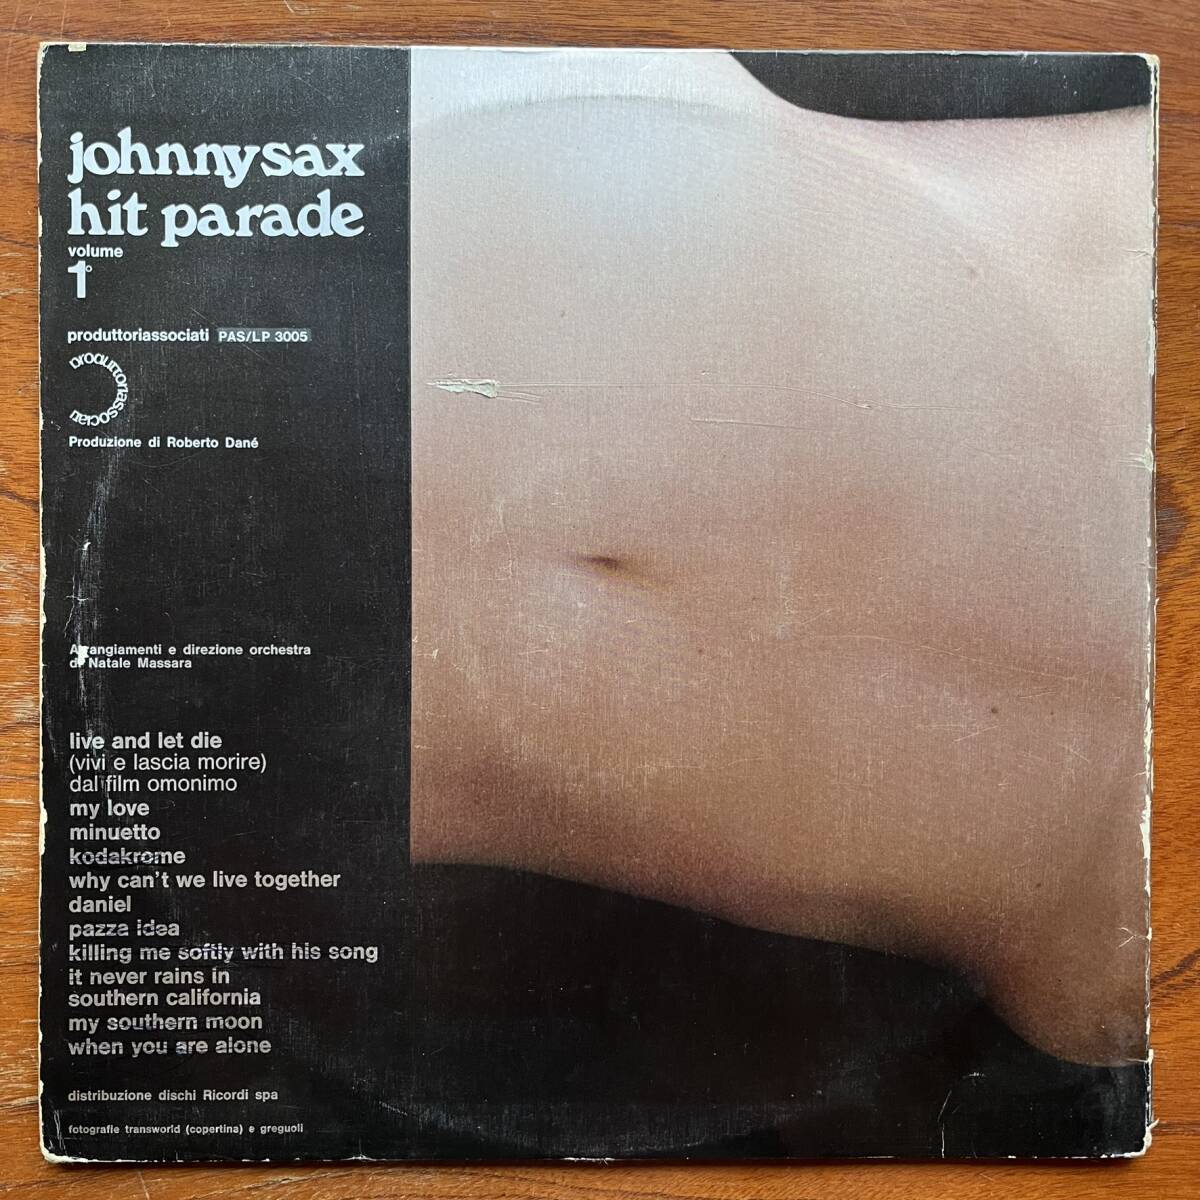 johnnysax
hit parade
volume
1°
produttoriassociati PAS/LP 3005
produttoriassociati
Produzione di Roberto Dané
Arrangiamenti e direzione orchestra
di Natale Massara
live and let die
(vivi e lascia morire)
dal film omonimo
my love
minuetto
kodakrome
why can't we live together
daniel
pazza idea
killing me softly with his song
it never rains in
southern california
my southern moon
when you are alone
distribuzione dischi Ricordi spa
fotografie transworld (copertina) e greguoli